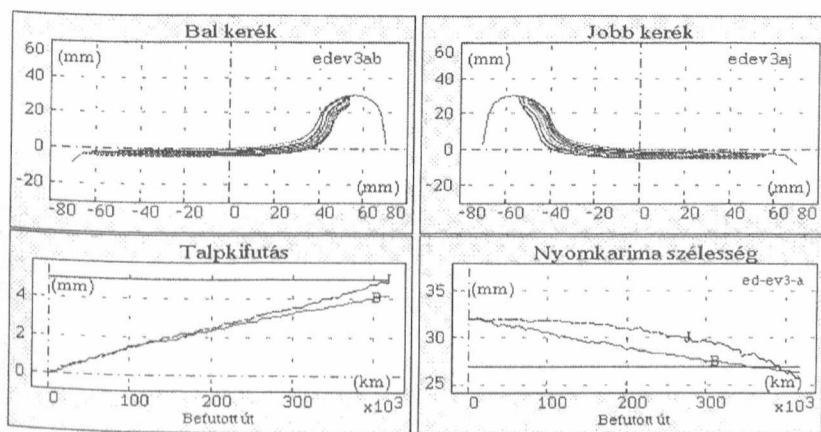 Bal kerék
60
(mm)
edev3ab
40
20
0
-20
(mm)
-80 -60 -40 -20 0 20 40 60 80
Jobb kerék
60
(mm)
edev3aj
40
20
0
-20
(mm)
-80 -60 -40 -20 0 20 40 60 80
Talpkifutás
4
(mm)
J
B
2
0
(km)
0 100 200 300 x10³
Befutott út
Nyomkarima szélesség
35
(mm)
ed-ev3-a
32
30
J
B
27
25
(km)
0 100 200 300 x10³
Befutott út